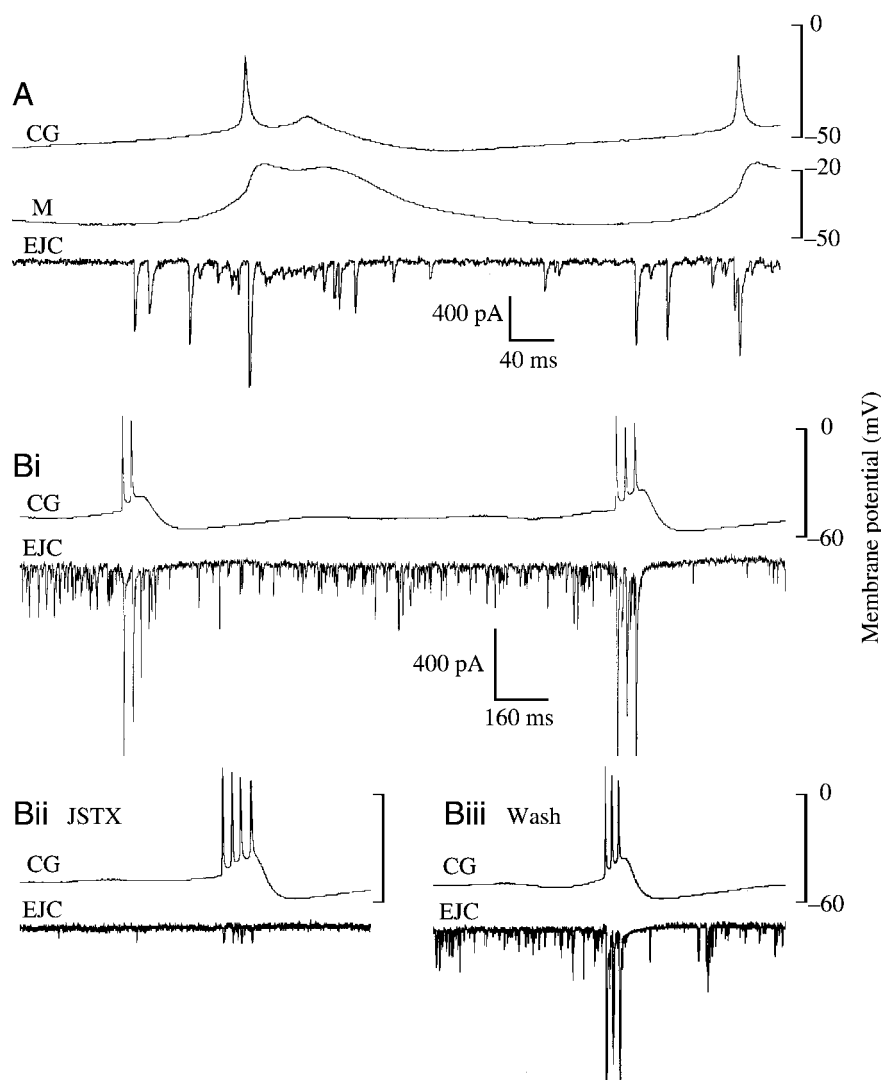 0
A
CG
–50
–20
M
–50
EJC
400 pA
40 ms
Membrane potential (mV)
0
Bi
CG
–60
EJC
400 pA
160 ms
Bii JSTX
Biii Wash
0
CG
CG
–60
EJC
EJC